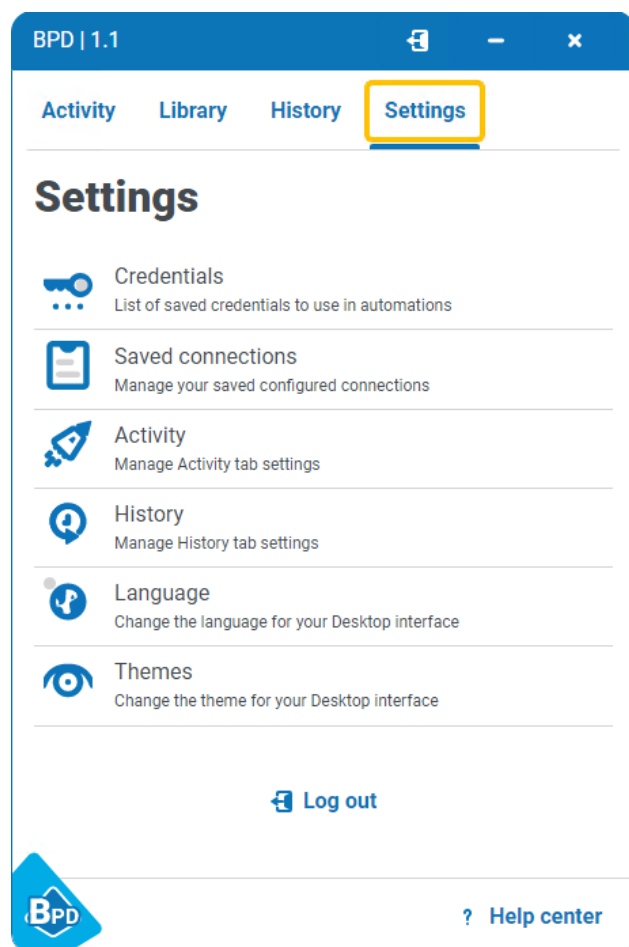 BPD | 1.1
Activity Library History Settings
Settings
Credentials
List of saved credentials to use in automations
Saved connections
Manage your saved configured connections
Activity
Manage Activity tab settings
History
Manage History tab settings
Language
Change the language for your Desktop interface
Themes
Change the theme for your Desktop interface
Log out
BPD
? Help center